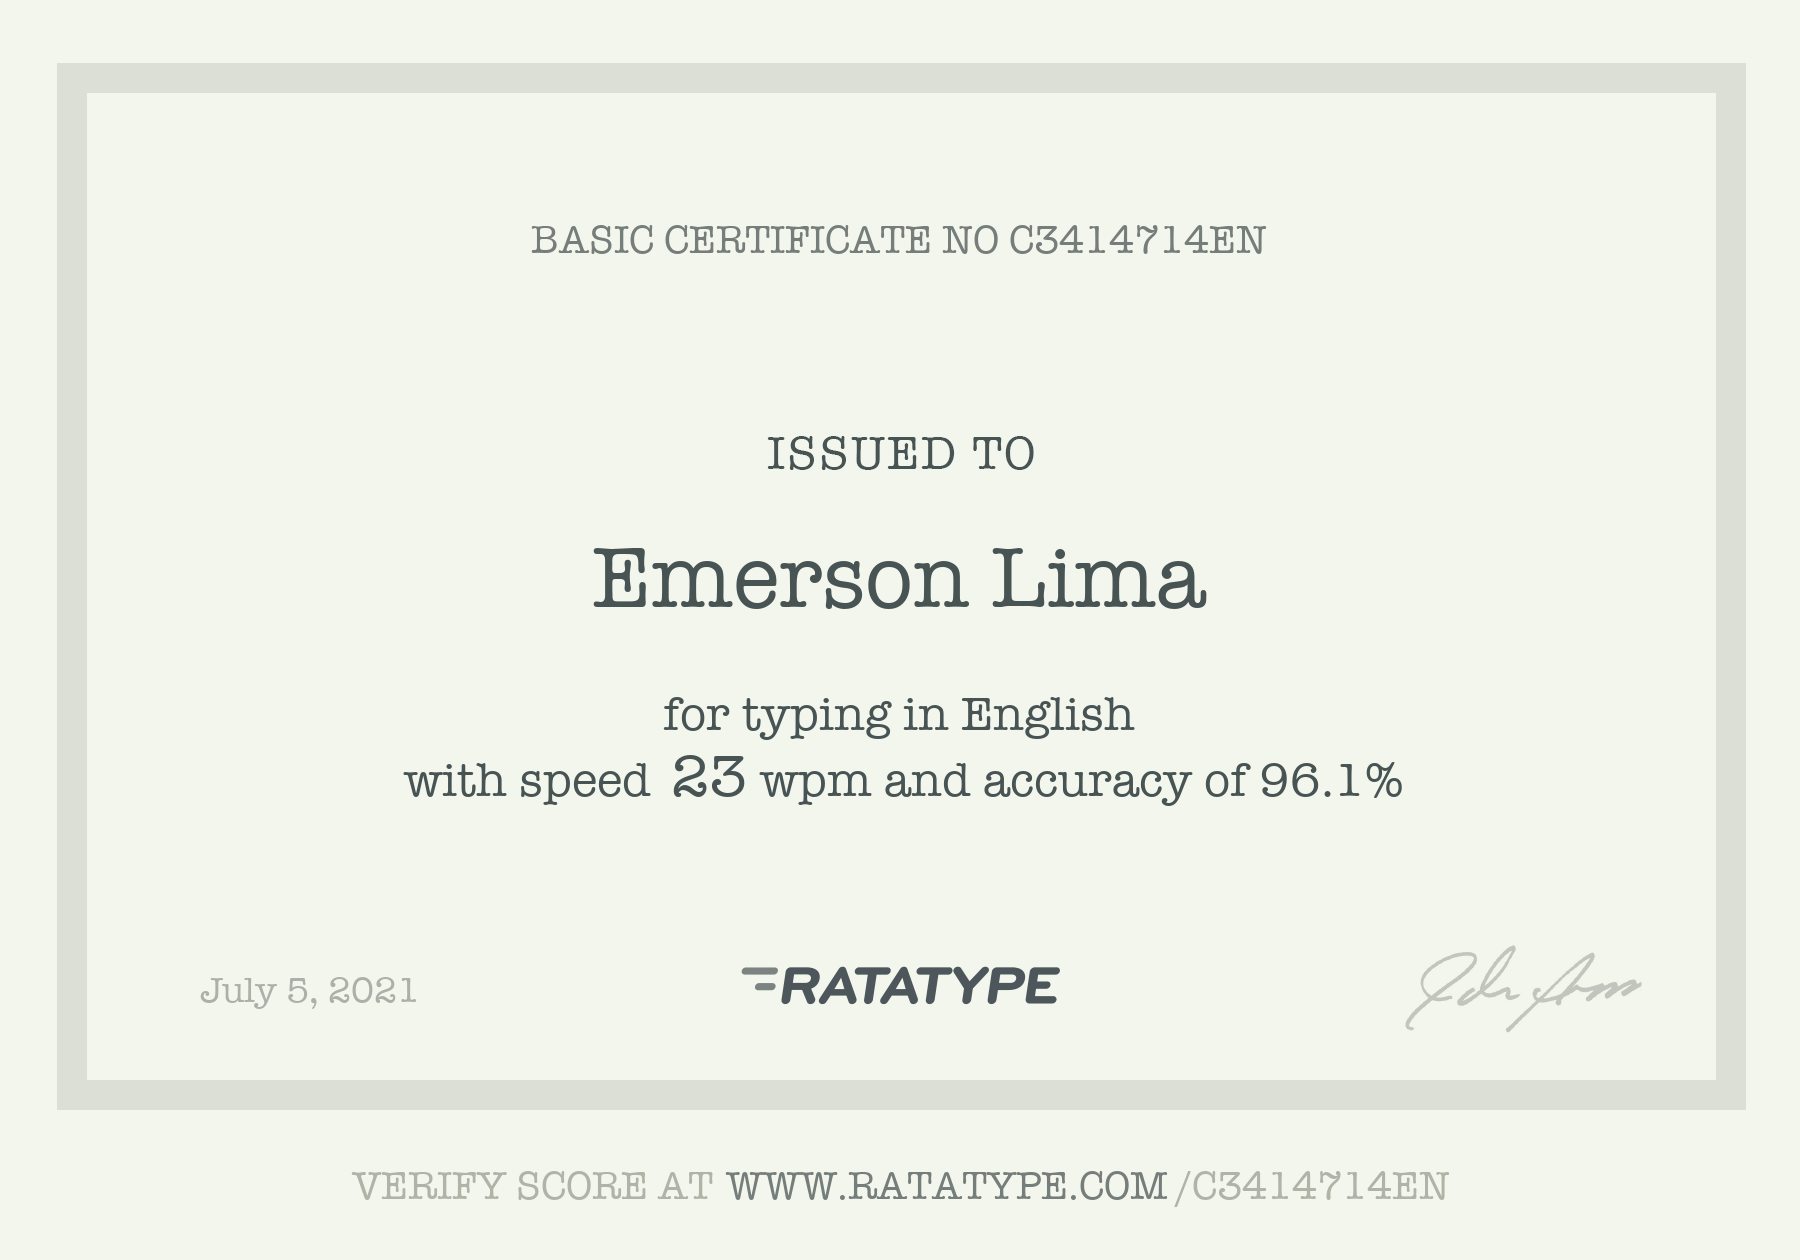 BASIC CERTIFICATE NO C3414714EN
ISSUED TO
Emerson Lima
for typing in English
with speed 23 wpm and accuracy of 96.1%
July 5, 2021
RATATYPE
VERIFY SCORE AT WWW.RATATYPE.COM/C3414714EN